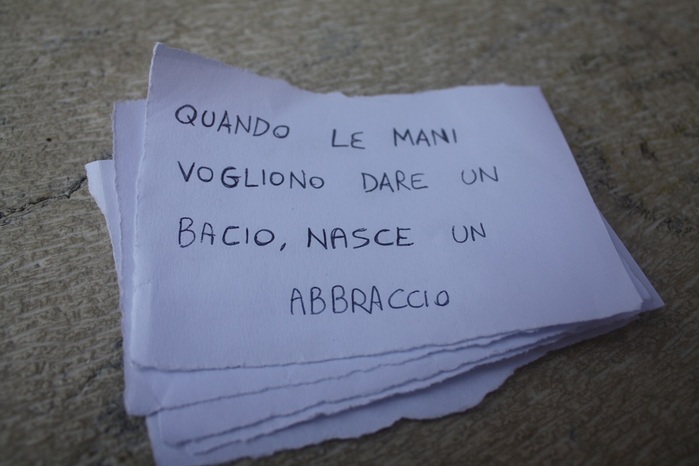 QUANDO LE MANI
VOGLIONO DARE UN
BACIO, NASCE UN
ABBRACCIO